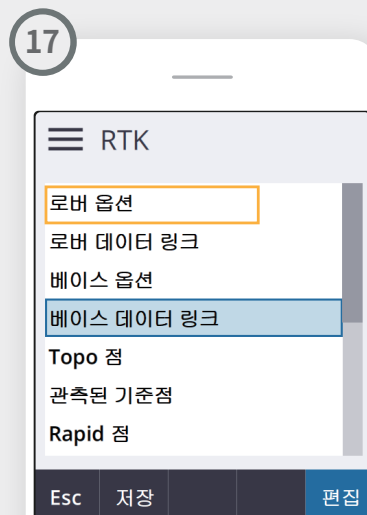 17
RTK
로버 옵션
로버 데이터 링크
베이스 옵션
베이스 데이터 링크
Topo 점
관측된 기준점
Rapid 점
Esc 저장 편집